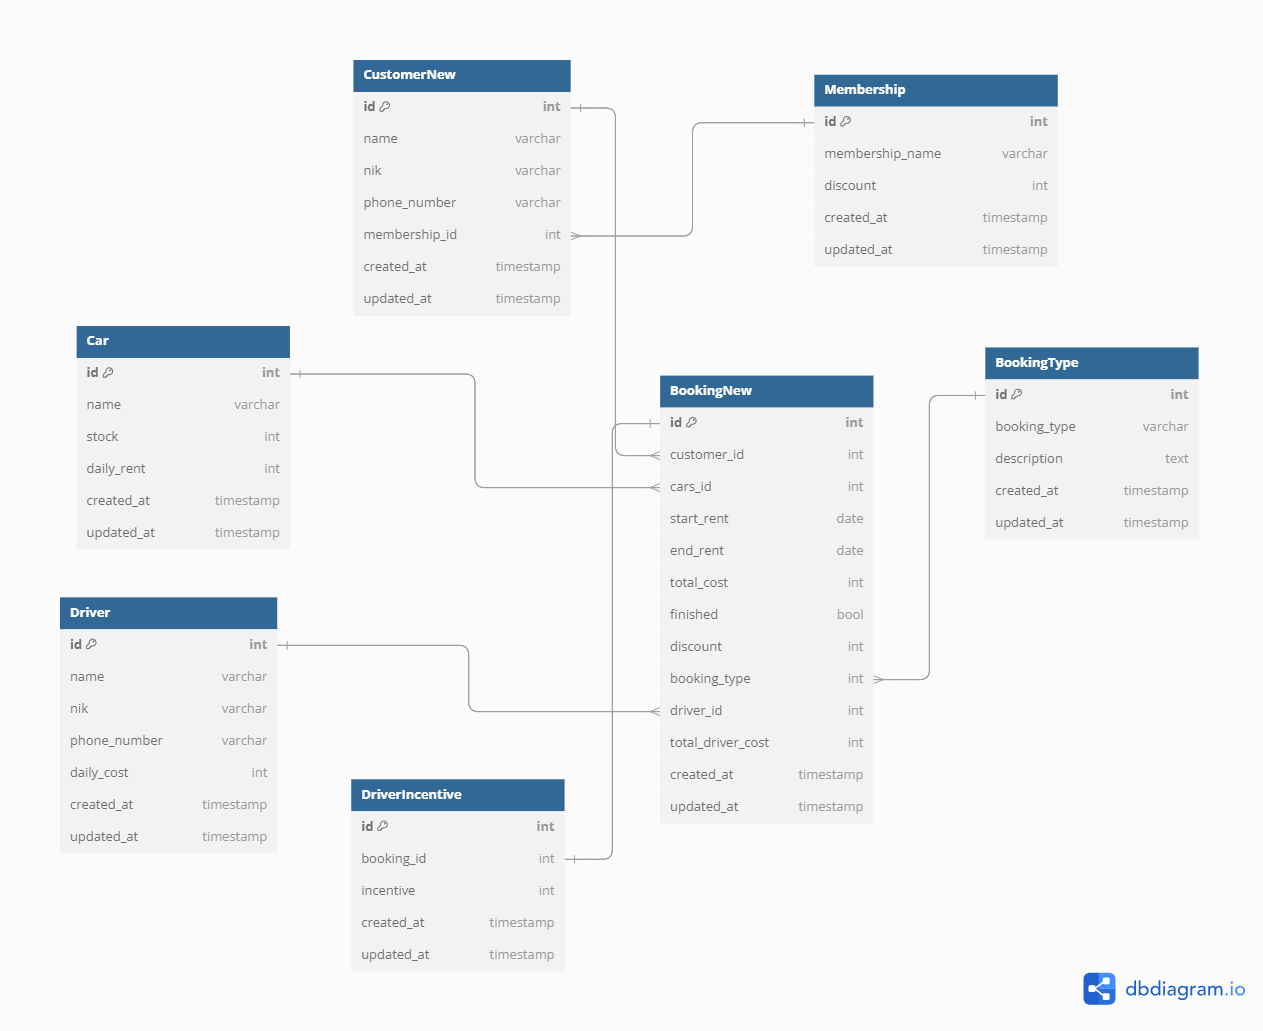 CustomerNew
id int
name varchar
nik varchar
phone_number varchar
membership_id int
created_at timestamp
updated_at timestamp
Membership
id int
membership_name varchar
discount int
created_at timestamp
updated_at timestamp
Car
id int
name varchar
stock int
daily_rent int
created_at timestamp
updated_at timestamp
BookingNew
id int
customer_id int
cars_id int
start_rent date
end_rent date
total_cost int
finished bool
discount int
booking_type int
driver_id int
total_driver_cost int
created_at timestamp
updated_at timestamp
BookingType
id int
booking_type varchar
description text
created_at timestamp
updated_at timestamp
Driver
id int
name varchar
nik varchar
phone_number varchar
daily_cost int
created_at timestamp
updated_at timestamp
DriverIncentive
id int
booking_id int
incentive int
created_at timestamp
updated_at timestamp
dbdiagram.io